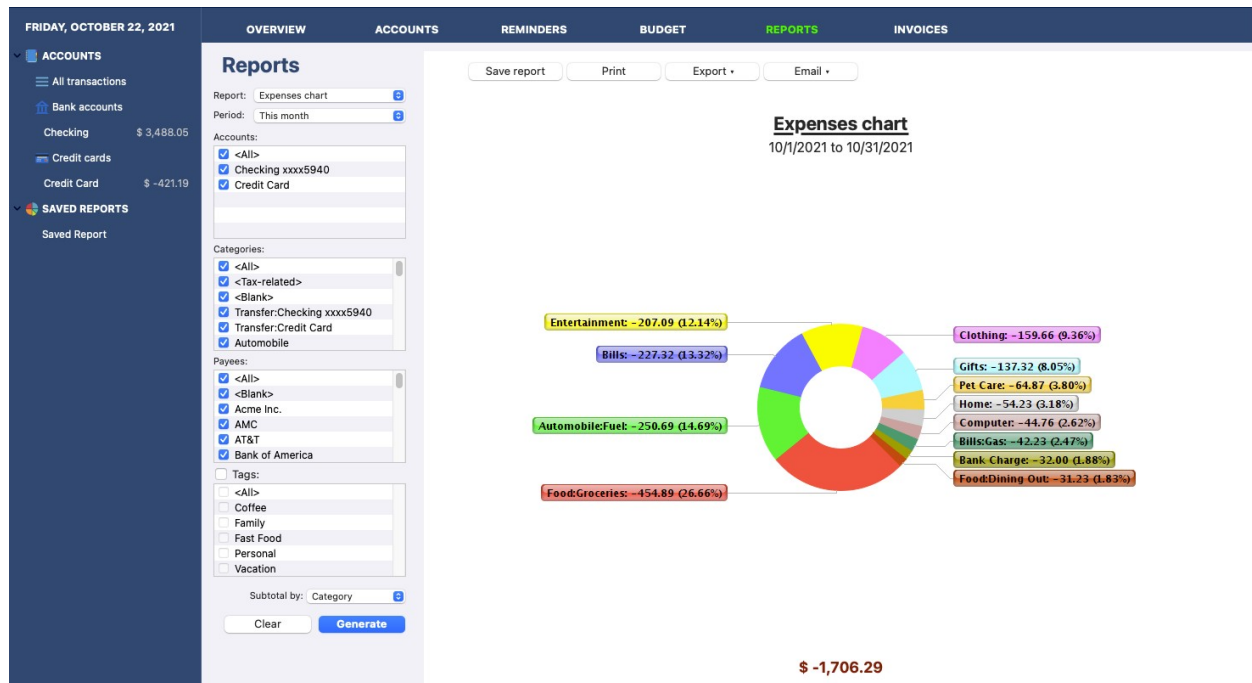 FRIDAY, OCTOBER 22, 2021
OVERVIEW ACCOUNTS REMINDERS BUDGET REPORTS INVOICES
ACCOUNTS
All transactions
Bank accounts
Checking $ 3,488.05
Credit cards
Credit Card $ -421.19
SAVED REPORTS
Saved Report
Reports
Report: Expenses chart
Period: This month
Accounts:
<All>
Checking xxxx5940
Credit Card
Categories:
<All>
<Tax-related>
<Blank>
Transfer:Checking xxxx5940
Transfer:Credit Card
Automobile
Payees:
<All>
<Blank>
Acme Inc.
AMC
AT&T
Bank of America
Tags:
<All>
Coffee
Family
Fast Food
Personal
Vacation
Subtotal by: Category
Clear Generate
Save report Print Export Email
Expenses chart
10/1/2021 to 10/31/2021
Entertainment: -207.09 (12.14%)
Bills: -227.32 (13.32%)
Automobile:Fuel: -250.69 (14.69%)
Food:Groceries: -454.89 (26.66%)
Clothing: -159.66 (9.36%)
Gifts: -137.32 (8.05%)
Pet Care: -64.87 (3.80%)
Home: -54.23 (3.18%)
Computer: -44.76 (2.62%)
Bills:Gas: -42.23 (2.47%)
Bank Charge: -32.00 (1.88%)
Food:Dining Out: -31.23 (1.83%)
$ -1,706.29